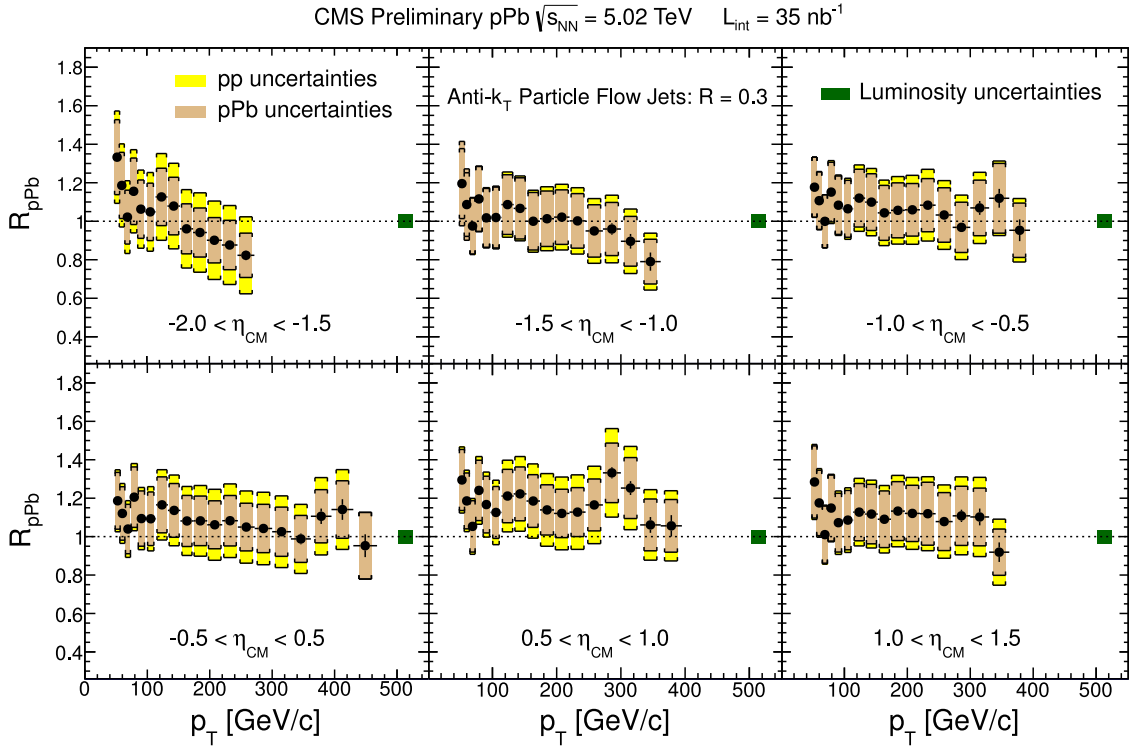 CMS Preliminary pPb √s_NN = 5.02 TeV L_int = 35 nb⁻¹
R_pPb
1.8
1.6
1.4
1.2
1
0.8
0.6
0.4
pp uncertainties
pPb uncertainties
-2.0 < η_CM < -1.5
Anti-k_T Particle Flow Jets: R = 0.3
-1.5 < η_CM < -1.0
Luminosity uncertainties
-1.0 < η_CM < -0.5
R_pPb
1.8
1.6
1.4
1.2
1
0.8
0.6
0.4
-0.5 < η_CM < 0.5
0.5 < η_CM < 1.0
1.0 < η_CM < 1.5
0 100 200 300 400 500
100 200 300 400 500
100 200 300 400 500
p_T [GeV/c]
p_T [GeV/c]
p_T [GeV/c]